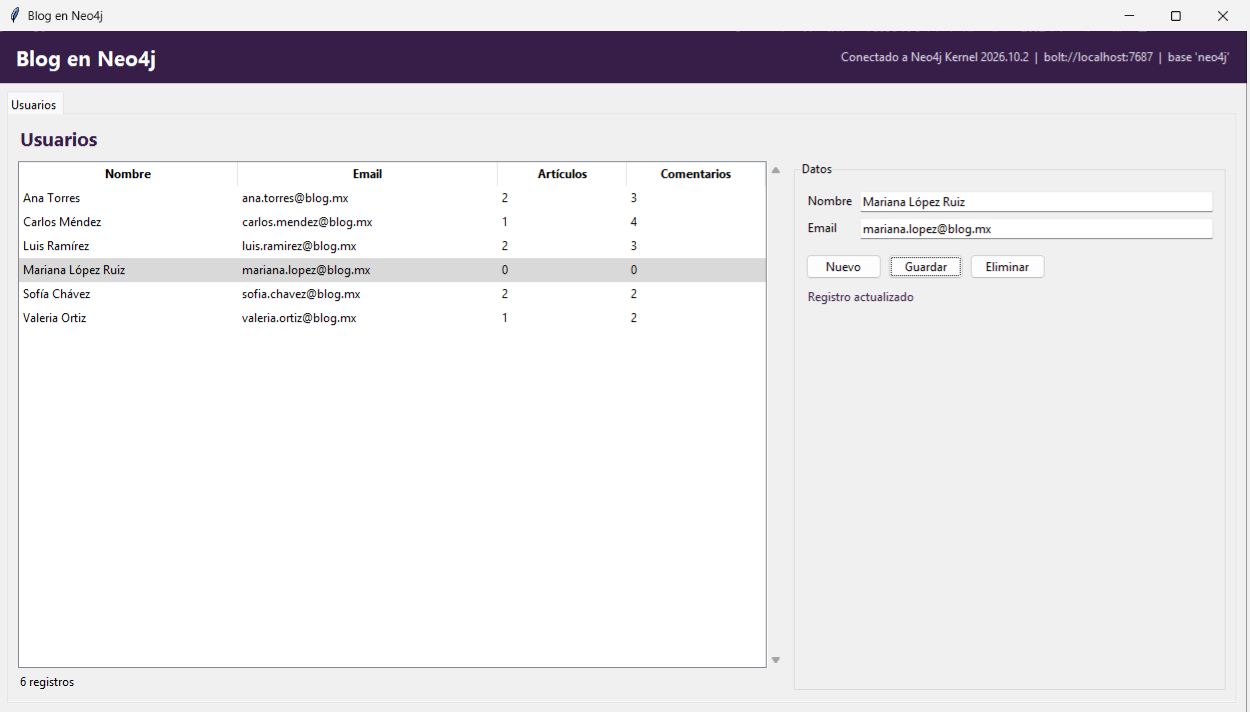 Blog en Neo4j
Blog en Neo4j
Conectado a Neo4j Kernel 2026.10.2 | bolt://localhost:7687 | base 'neo4j'
Usuarios
Usuarios
Nombre Email Artículos Comentarios
Ana Torres ana.torres@blog.mx 2 3
Carlos Méndez carlos.mendez@blog.mx 1 4
Luis Ramírez luis.ramirez@blog.mx 2 3
Mariana López Ruiz mariana.lopez@blog.mx 0 0
Sofía Chávez sofia.chavez@blog.mx 2 2
Valeria Ortiz valeria.ortiz@blog.mx 1 2
6 registros
Datos
Nombre Mariana López Ruiz
Email mariana.lopez@blog.mx
Nuevo Guardar Eliminar
Registro actualizado